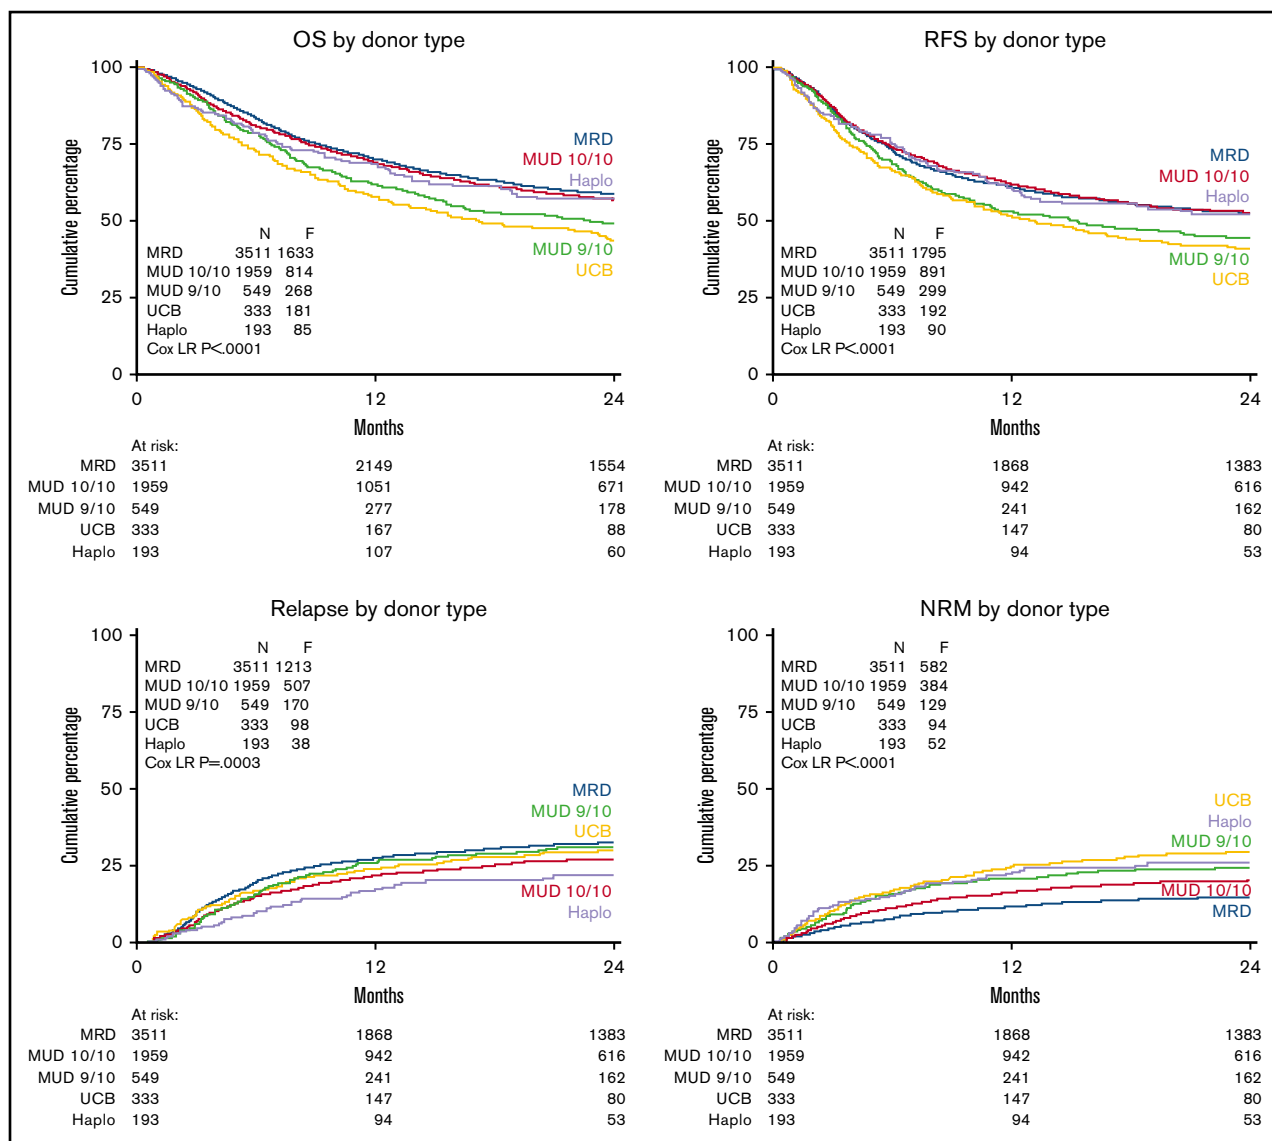 OS by donor type
Cumulative percentage
100
75
50
25
0
MRD
MUD 10/10
Haplo
MUD 9/10
UCB
N F
MRD 3511 1633
MUD 10/10 1959 814
MUD 9/10 549 268
UCB 333 181
Haplo 193 85
Cox LR P<.0001
0 12 24
Months
At risk:
MRD 3511 2149 1554
MUD 10/10 1959 1051 671
MUD 9/10 549 277 178
UCB 333 167 88
Haplo 193 107 60
RFS by donor type
Cumulative percentage
100
75
50
25
0
MRD
MUD 10/10
Haplo
MUD 9/10
UCB
N F
MRD 3511 1795
MUD 10/10 1959 891
MUD 9/10 549 299
UCB 333 192
Haplo 193 90
Cox LR P<.0001
0 12 24
Months
At risk:
MRD 3511 1868 1383
MUD 10/10 1959 942 616
MUD 9/10 549 241 162
UCB 333 147 80
Haplo 193 94 53
Relapse by donor type
Cumulative percentage
100
75
50
25
0
N F
MRD 3511 1213
MUD 10/10 1959 507
MUD 9/10 549 170
UCB 333 98
Haplo 193 38
Cox LR P=.0003
MRD
MUD 9/10
UCB
MUD 10/10
Haplo
0 12 24
Months
At risk:
MRD 3511 1868 1383
MUD 10/10 1959 942 616
MUD 9/10 549 241 162
UCB 333 147 80
Haplo 193 94 53
NRM by donor type
Cumulative percentage
100
75
50
25
0
N F
MRD 3511 582
MUD 10/10 1959 384
MUD 9/10 549 129
UCB 333 94
Haplo 193 52
Cox LR P<.0001
UCB
Haplo
MUD 9/10
MUD 10/10
MRD
0 12 24
Months
At risk:
MRD 3511 1868 1383
MUD 10/10 1959 942 616
MUD 9/10 549 241 162
UCB 333 147 80
Haplo 193 94 53